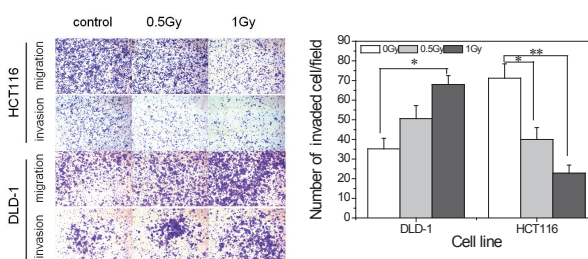 control 0.5Gy 1Gy
HCT116
migration
invasion
DLD-1
migration
invasion
Number of invaded cell/field
90
80
70
60
50
40
30
20
10
0
0Gy 0.5Gy 1Gy
*
*
**
DLD-1 HCT116
Cell line